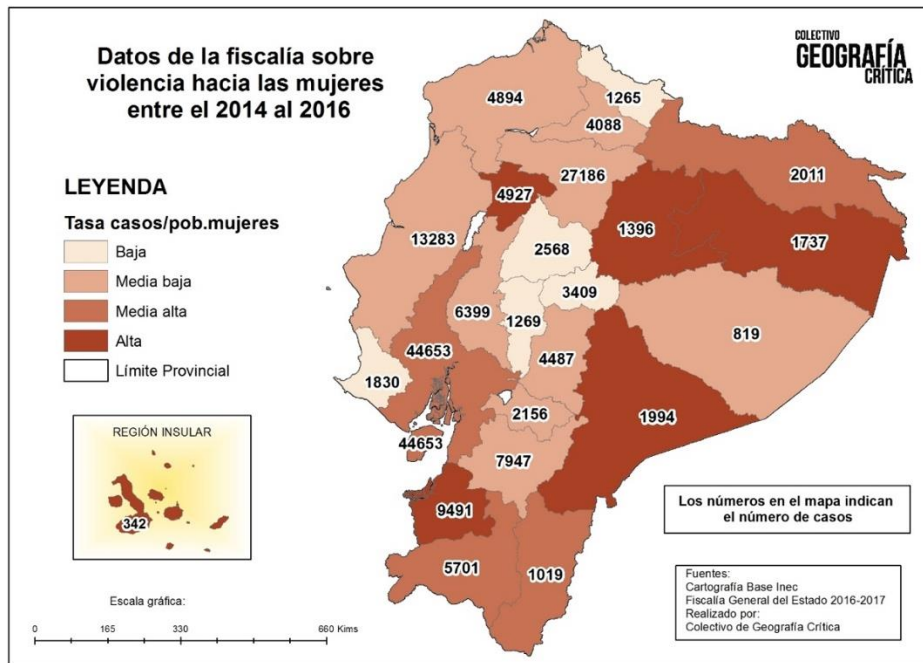 Datos de la fiscalía sobre
violencia hacia las mujeres
entre el 2014 al 2016
COLECTIVO
GEOGRAFÍA
CRÍTICA
LEYENDA
Tasa casos/pob.mujeres
Baja
Media baja
Media alta
Alta
Límite Provincial
4894
1265
4088
27186
2011
4927
13283
1396
1737
2568
3409
6399
1269
819
44653
4487
1830
2156
1994
44653
7947
9491
5701
1019
REGIÓN INSULAR
342
Los números en el mapa indican
el número de casos
Fuentes:
Cartografía Base Inec
Fiscalía General del Estado 2016-2017
Realizado por:
Colectivo de Geografía Crítica
Escala gráfica:
0 165 330 660 Kims